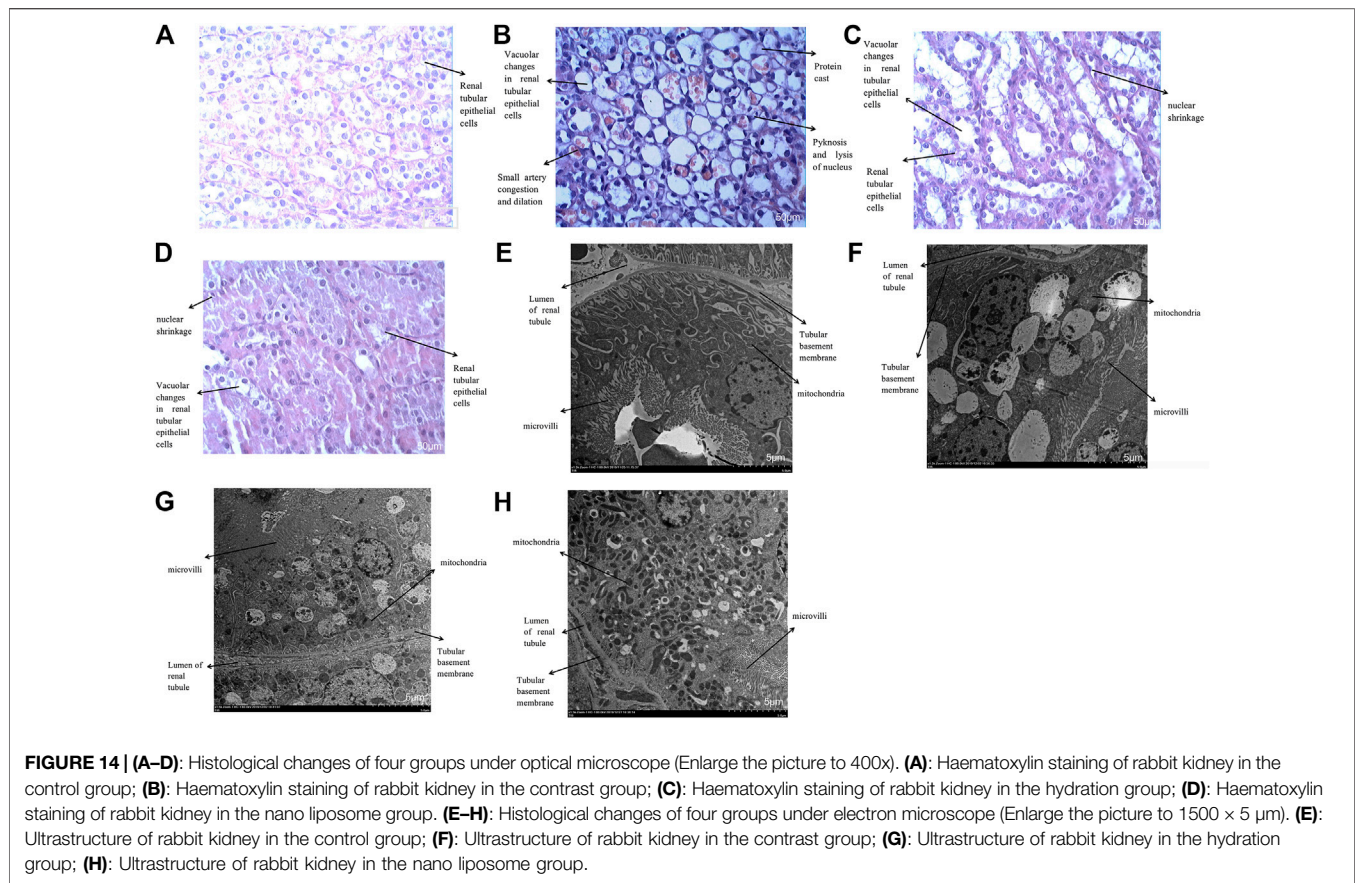 A
Renal
tubular
epithelial
cells
50µm
B
Vacuolar
changes
in renal
tubular
epithelial
cells
Small artery
congestion
and dilation
Protein
cast
Pyknosis
and lysis
of nucleus
50µm
C
Vacuolar
changes
in renal
tubular
epithelial
cells
Renal
tubular
epithelial
cells
nuclear
shrinkage
50µm
D
nuclear
shrinkage
Vacuolar
changes
in renal
tubular
epithelial
cells
Renal
tubular
epithelial
cells
50µm
E
Lumen
of renal
tubule
microvilli
Tubular
basement
membrane
mitochondria
5µm
F
Lumen
of renal
tubule
Tubular
basement
membrane
mitochondria
microvilli
5µm
G
microvilli
Lumen of
renal
tubule
mitochondria
Tubular
basement
membrane
5µm
H
mitochondria
Lumen
of renal
tubule
Tubular
basement
membrane
microvilli
5µm
FIGURE 14 | (A–D): Histological changes of four groups under optical microscope (Enlarge the picture to 400x). (A): Haematoxylin staining of rabbit kidney in the
control group; (B): Haematoxylin staining of rabbit kidney in the contrast group; (C): Haematoxylin staining of rabbit kidney in the hydration group; (D): Haematoxylin
staining of rabbit kidney in the nano liposome group. (E–H): Histological changes of four groups under electron microscope (Enlarge the picture to 1500 × 5 µm). (E):
Ultrastructure of rabbit kidney in the control group; (F): Ultrastructure of rabbit kidney in the contrast group; (G): Ultrastructure of rabbit kidney in the hydration
group; (H): Ultrastructure of rabbit kidney in the nano liposome group.